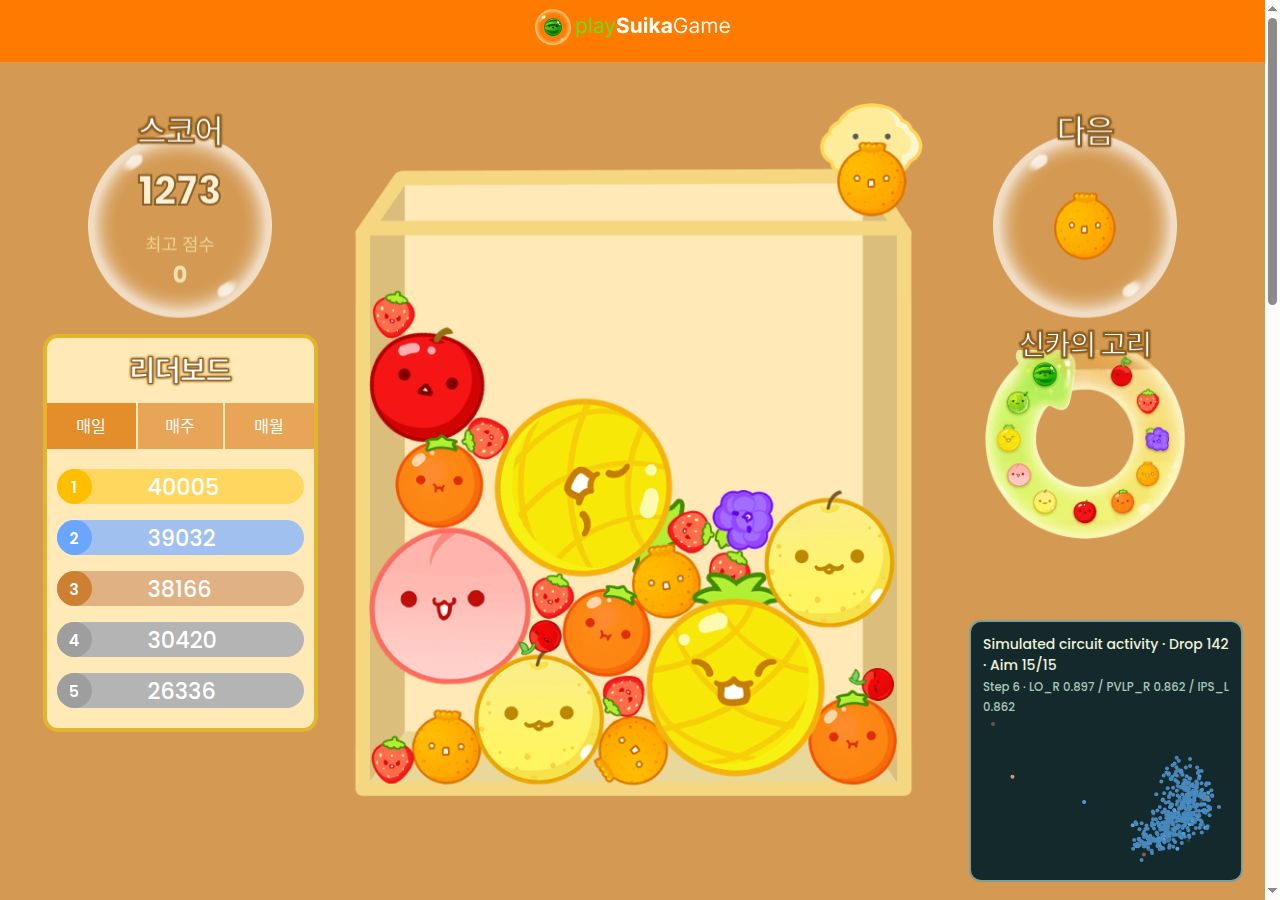 playSuikaGame
스코어
1273
최고 점수
0
리더보드
매일 매주 매월
1 40005
2 39032
3 38166
4 30420
5 26336
다음
신카의 고리
Simulated circuit activity · Drop 142
· Aim 15/15
Step 6 · LO_R 0.897 / PVLP_R 0.862 / IPS_L
0.862